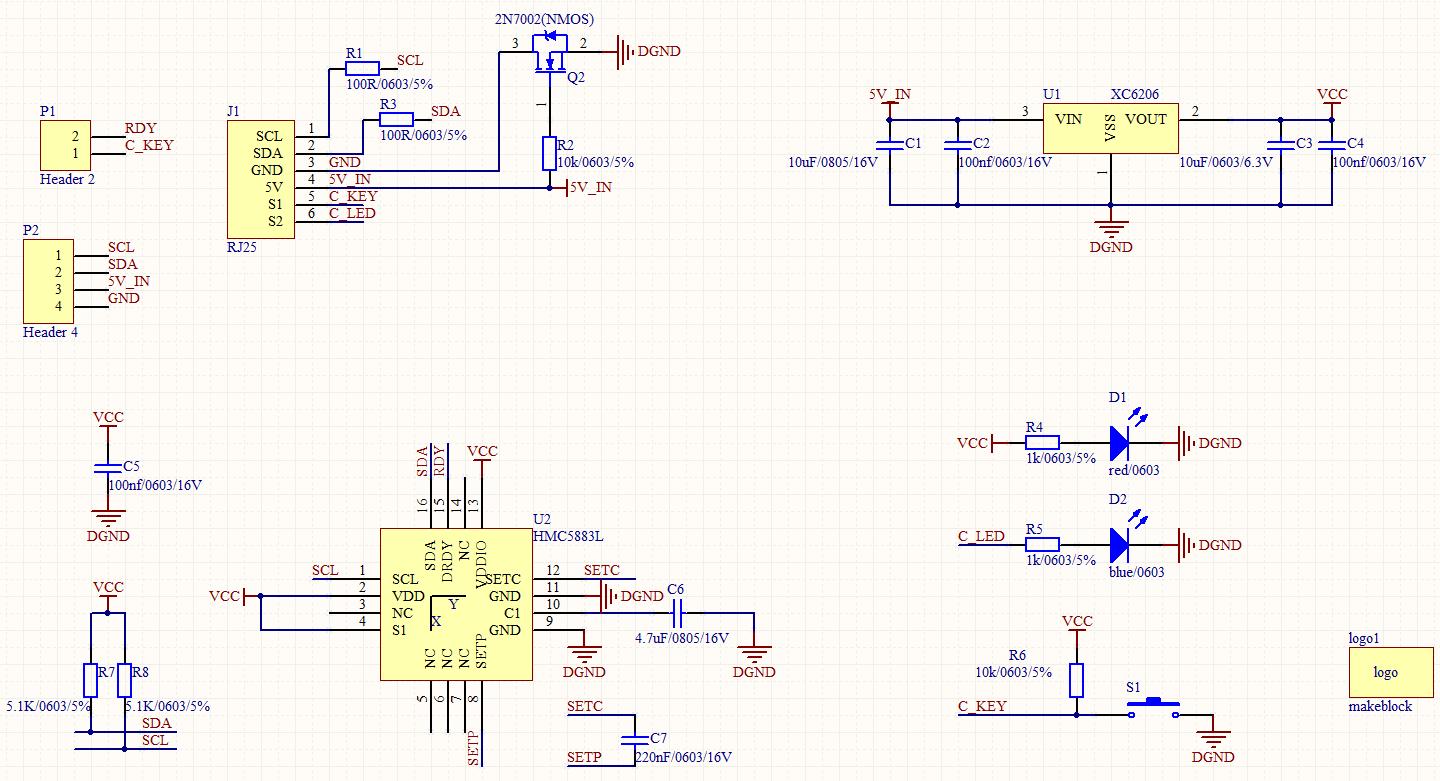 2N7002(NMOS)
3
2
DGND
Q2
1
R2
10k/0603/5%
5V_IN
R1
SCL
100R/0603/5%
R3
SDA
100R/0603/5%
P1
2
1
RDY
C_KEY
Header 2
J1
SCL
1
SDA
2
GND
3
GND
5V
4
5V_IN
S1
5
C_KEY
S2
6
C_LED
RJ25
P2
1
SCL
2
SDA
3
5V_IN
4
GND
Header 4
5V_IN
U1
XC6206
VCC
3
VIN
VSS
VOUT
2
1
C1
10uF/0805/16V
C2
100nf/0603/16V
C3
10uF/0603/6.3V
C4
100nf/0603/16V
DGND
VCC
C5
100nf/0603/16V
DGND
VCC
R7
R8
5.1K/0603/5%
5.1K/0603/5%
SDA
SCL
SDA
RDY
VCC
16
15
14
13
U2
HMC5883L
SDA
DRDY
NC
VDDIO
SCL
1
SCL
VCC
2
VDD
3
NC
4
S1
Y
X
SETC
12
SETC
GND
11
DGND
C1
10
GND
9
DGND
NC
NC
NC
SETP
5
6
7
8
SETP
C6
4.7uF/0805/16V
DGND
SETC
C7
220nF/0603/16V
SETP
D1
VCC
R4
1k/0603/5%
red/0603
DGND
D2
C_LED
R5
1k/0603/5%
blue/0603
DGND
VCC
R6
10k/0603/5%
C_KEY
S1
DGND
logo1
logo
makeblock